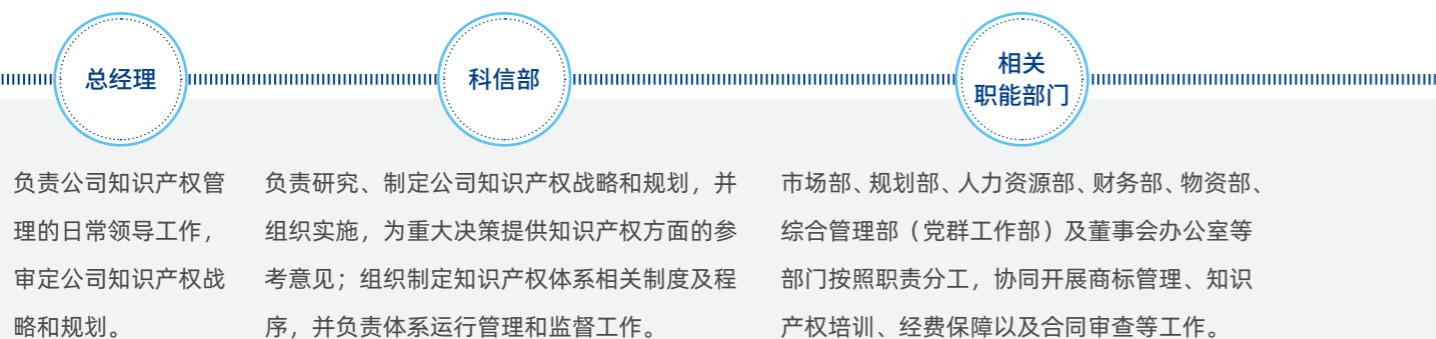 总经理
负责公司知识产权管
理的日常领导工作，
审定公司知识产权战
略和规划。
科信部
负责研究、制定公司知识产权战略和规划，并
组织实施，为重大决策提供知识产权方面的参
考意见；组织制定知识产权体系相关制度及程
序，并负责体系运行管理和监督工作。
相关
职能部门
市场部、规划部、人力资源部、财务部、物资部、
综合管理部（党群工作部）及董事会办公室等
部门按照职责分工，协同开展商标管理、知识
产权培训、经费保障以及合同审查等工作。